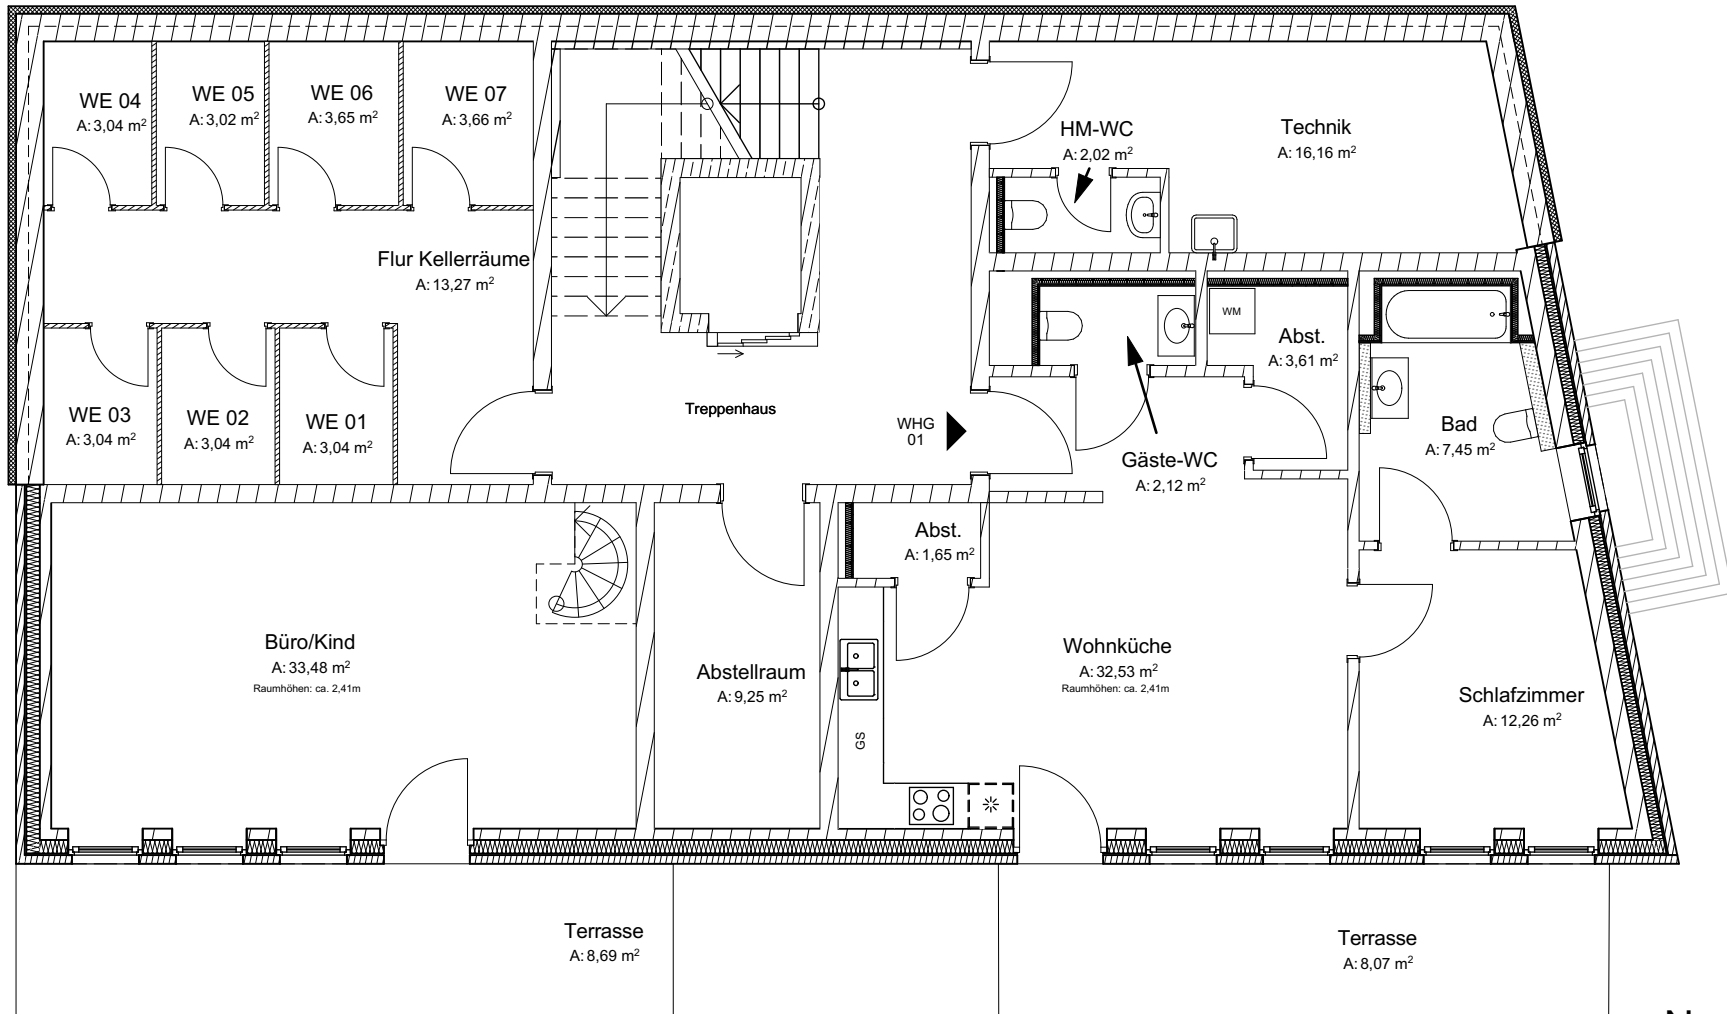 WE 04
A: 3,04 m²
WE 05
A: 3,02 m²
WE 06
A: 3,65 m²
WE 07
A: 3,66 m²
HM-WC
A: 2,02 m²
Technik
A: 16,16 m²
Flur Kellerräume
A: 13,27 m²
WM
Abst.
A: 3,61 m²
WE 03
A: 3,04 m²
WE 02
A: 3,04 m²
WE 01
A: 3,04 m²
Treppenhaus
WHG
01
Gäste-WC
A: 2,12 m²
Bad
A: 7,45 m²
Abst.
A: 1,65 m²
Büro/Kind
A: 33,48 m²
Raumhöhen: ca. 2,41m
Abstellraum
A: 9,25 m²
GS
Wohnküche
A: 32,53 m²
Raumhöhen: ca. 2,41m
Schlafzimmer
A: 12,26 m²
Terrasse
A: 8,69 m²
Terrasse
A: 8,07 m²